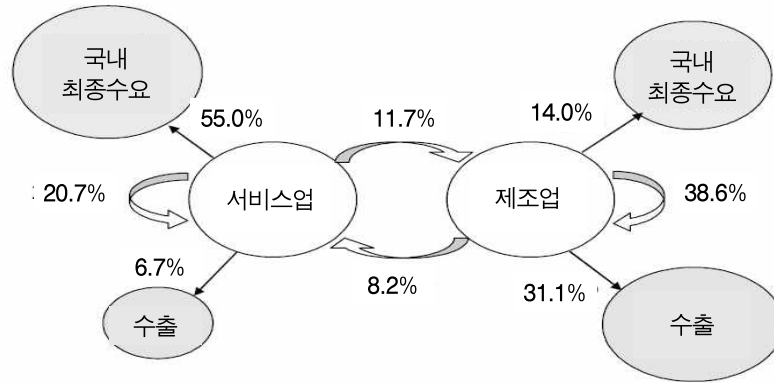 국내
최종수요
국내
최종수요
55.0%
11.7%
14.0%
20.7%
서비스업
제조업
38.6%
6.7%
8.2%
31.1%
수출
수출